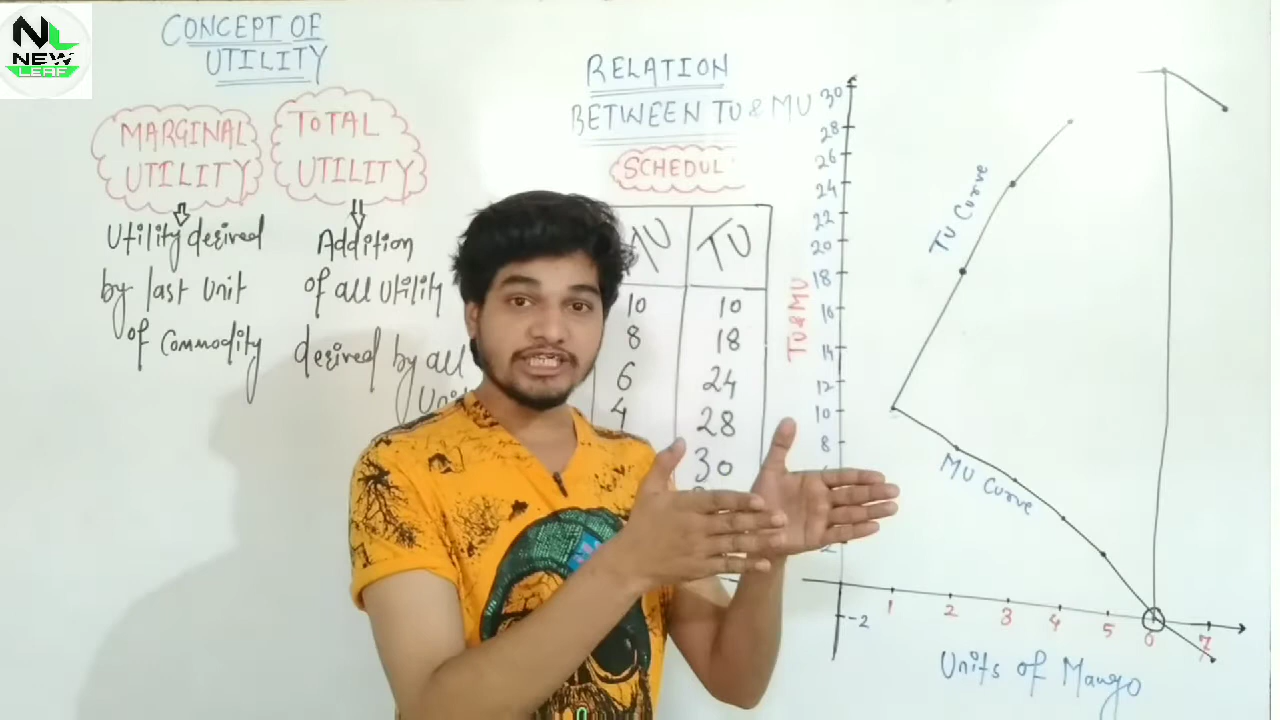 NL
NEW
LEAF
CONCEPT OF
UTILITY
MARGINAL
UTILITY
Utility derived
by last Unit
of Commodity
TOTAL
UTILITY
Addition
of all utility
derived by all
RELATION
BETWEEN TU & MU
MU TU
10 10
8 18
6 24
4 28
30
TU & MU
30
28
26
24
22
20
18
16
14
12
10
8
2
-2
TU Curve
MU Curve
1 2 3 4 5 6 7
Units of Mango